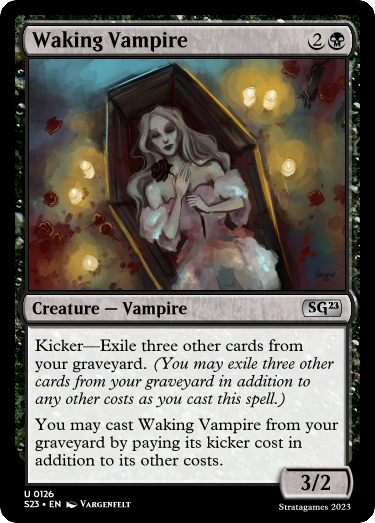 Waking Vampire 2
Creature — Vampire SG23
Kicker—Exile three other cards from
your graveyard. (You may exile three other
cards from your graveyard in addition to
any other costs as you cast this spell.)
You may cast Waking Vampire from your
graveyard by paying its kicker cost in
addition to its other costs.
3/2
U 0126
S23 • EN VARGENFELT
Stratagames 2023